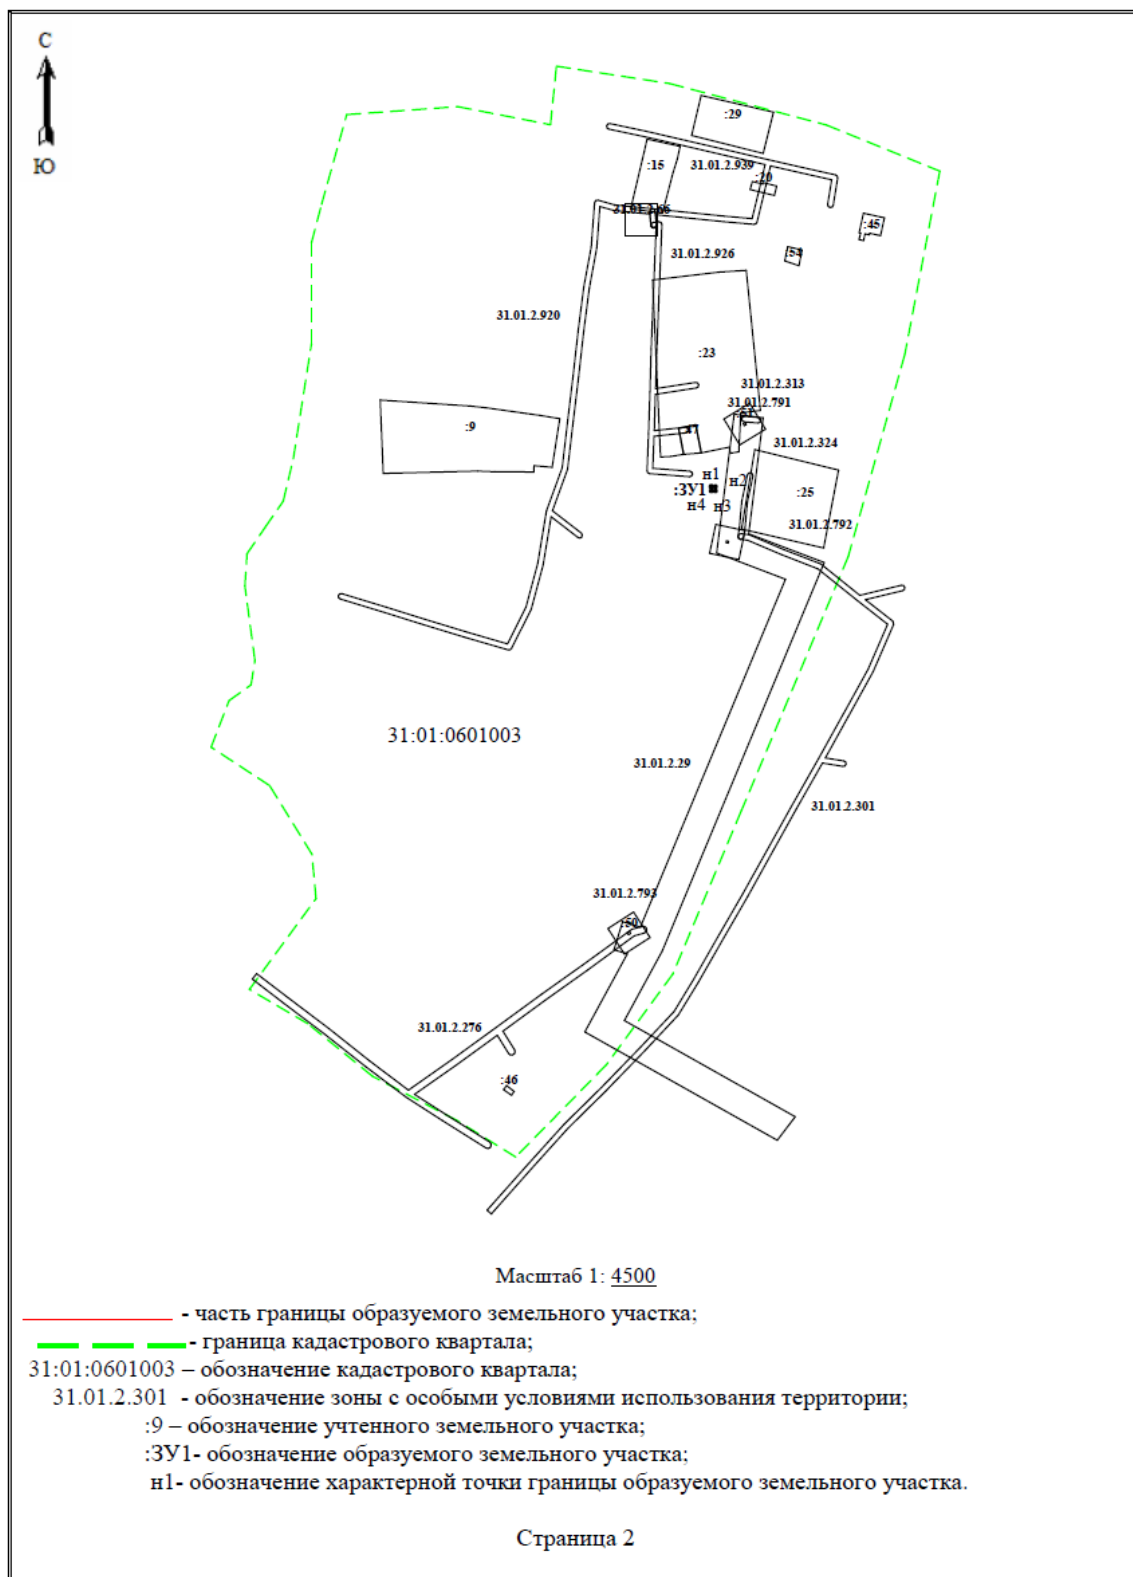 С
Ю
:29
:15
31.01.2.939
:20
31.01.2.66
:45
31.01.2.926
:54
31.01.2.920
:23
31.01.2.313
31.01.2.791
:9
31.01.2.324
н1
н2
:ЗУ1
:25
н4
н3
31.01.2.792
31:01:0601003
31.01.2.29
31.01.2.301
31.01.2.793
:50
31.01.2.276
:46
Масштаб 1: 4500
- часть границы образуемого земельного участка;
- граница кадастрового квартала;
31:01:0601003 – обозначение кадастрового квартала;
31.01.2.301 - обозначение зоны с особыми условиями использования территории;
:9 – обозначение учтенного земельного участка;
:ЗУ1- обозначение образуемого земельного участка;
н1- обозначение характерной точки границы образуемого земельного участка.
Страница 2